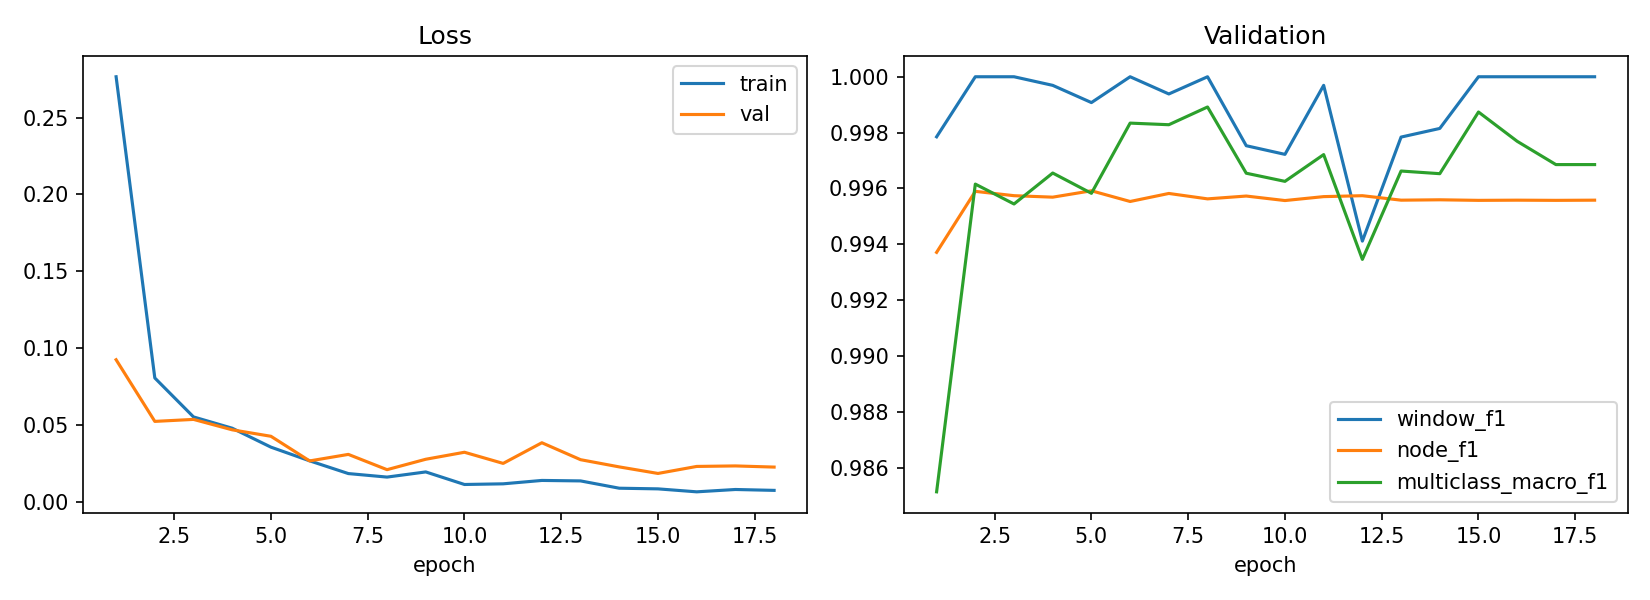 Loss
0.25
0.20
0.15
0.10
0.05
0.00
2.5 5.0 7.5 10.0 12.5 15.0 17.5
epoch
train
val
Validation
1.000
0.998
0.996
0.994
0.992
0.990
0.988
0.986
2.5 5.0 7.5 10.0 12.5 15.0 17.5
epoch
window_f1
node_f1
multiclass_macro_f1